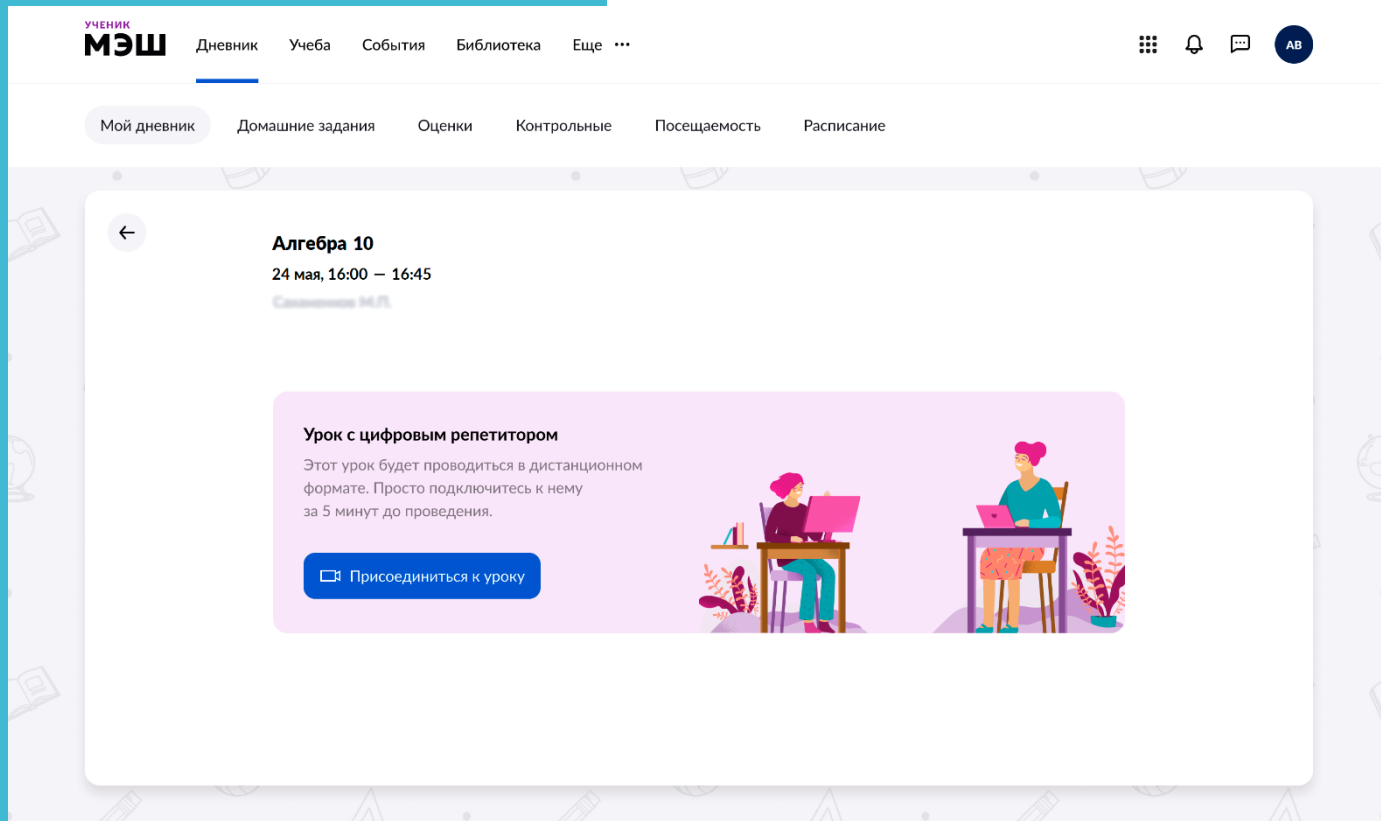 УЧЕНИК
МЭШ
Дневник Учеба События Библиотека Еще ···
АВ
Мой дневник Домашние задания Оценки Контрольные Посещаемость Расписание
Алгебра 10
24 мая, 16:00 — 16:45
Урок с цифровым репетитором
Этот урок будет проводиться в дистанционном
формате. Просто подключитесь к нему
за 5 минут до проведения.
Присоединиться к уроку